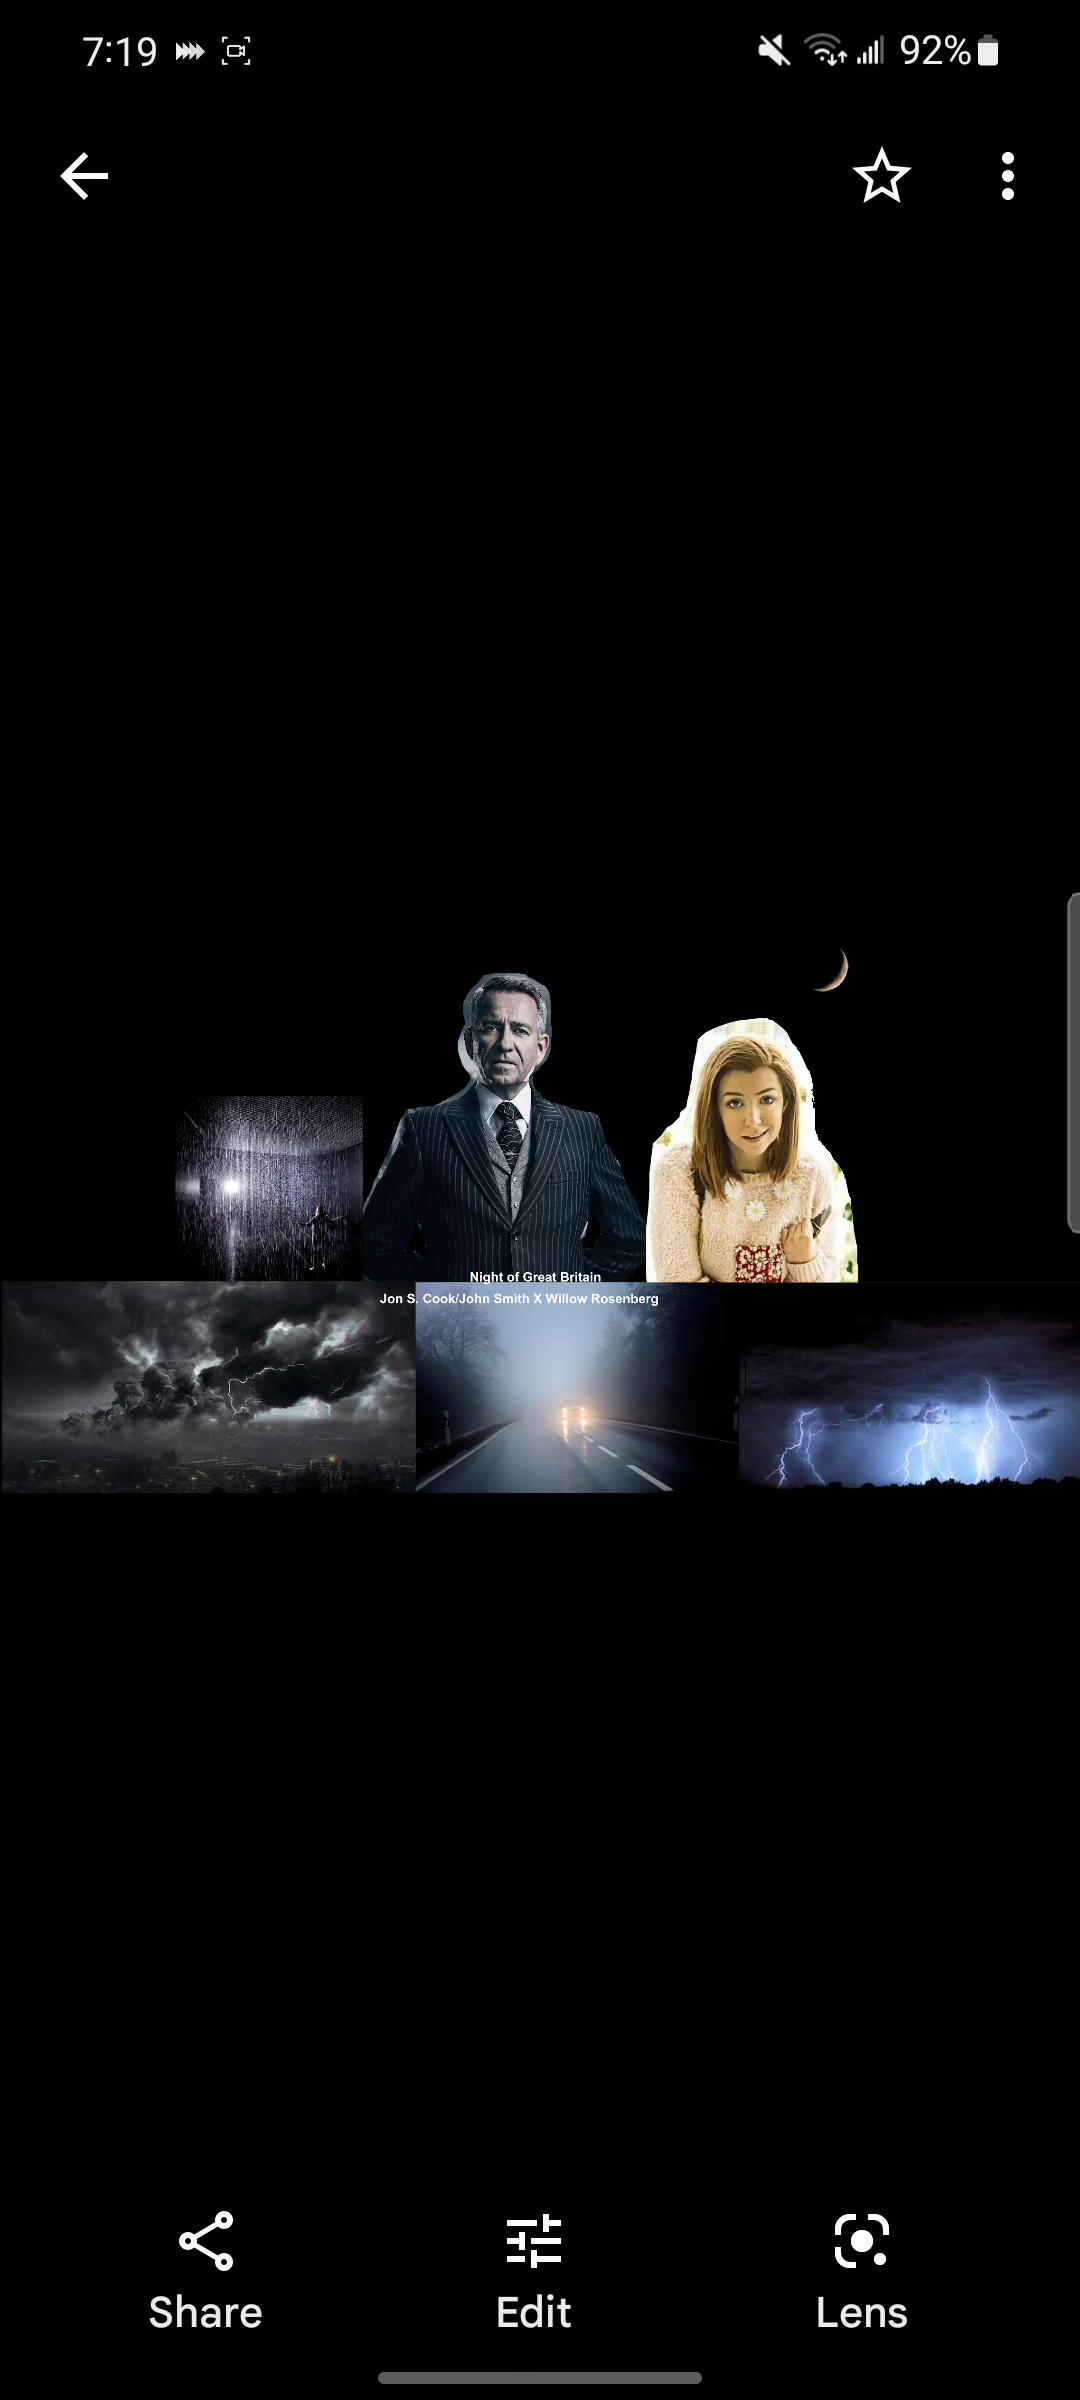 7:19
92%
Night of Great Britain
Jon S. Cook/John Smith X Willow Rosenberg
Share
Edit
Lens